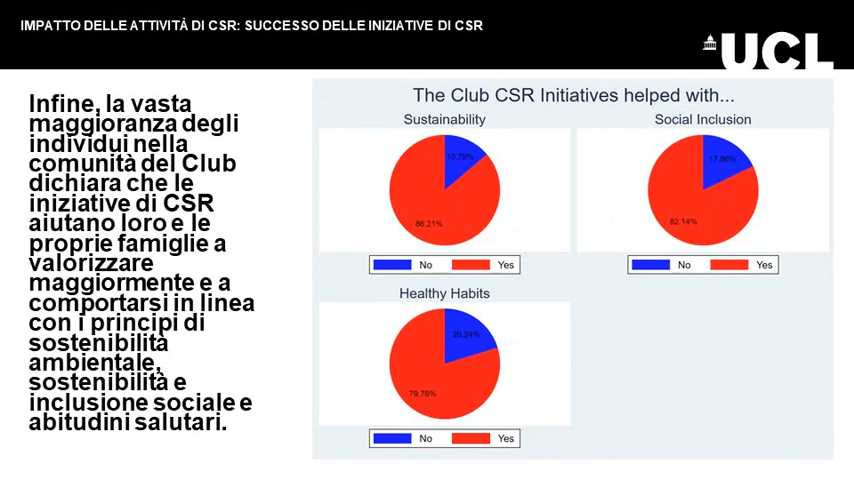 IMPATTO DELLE ATTIVITÀ DI CSR: SUCCESSO DELLE INIZIATIVE DI CSR
UCL
Infine, la vasta
maggioranza degli
individui nella
comunità del Club
dichiara che le
iniziative di CSR
aiutano loro e le
proprie famiglie a
valorizzare
maggiormente e a
comportarsi in linea
con i principi di
sostenibilità
ambientale,
sostenibilità e
inclusione sociale e
abitudini salutari.
The Club CSR Initiatives helped with...
Sustainability
13.79%
86.21%
No Yes
Social Inclusion
17.86%
82.14%
No Yes
Healthy Habits
20.24%
79.76%
No Yes